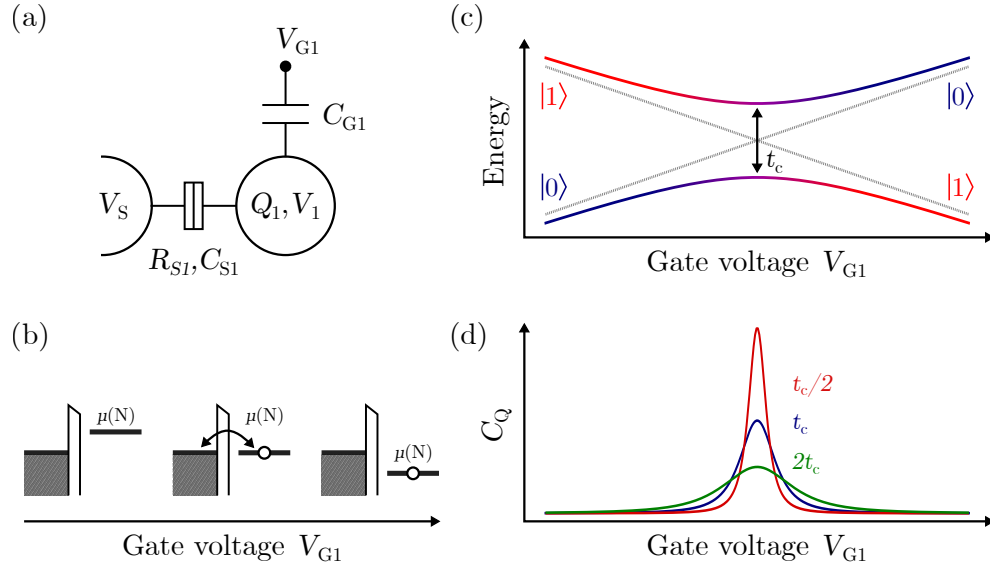 (a)
V_G1
C_G1
V_S
Q_1, V_1
R_S1, C_S1
(b)
μ(N)
μ(N)
μ(N)
Gate voltage V_G1
(c)
Energy
|1⟩
|0⟩
t_c
|0⟩
|1⟩
Gate voltage V_G1
(d)
C_Q
t_c/2
t_c
2t_c
Gate voltage V_G1